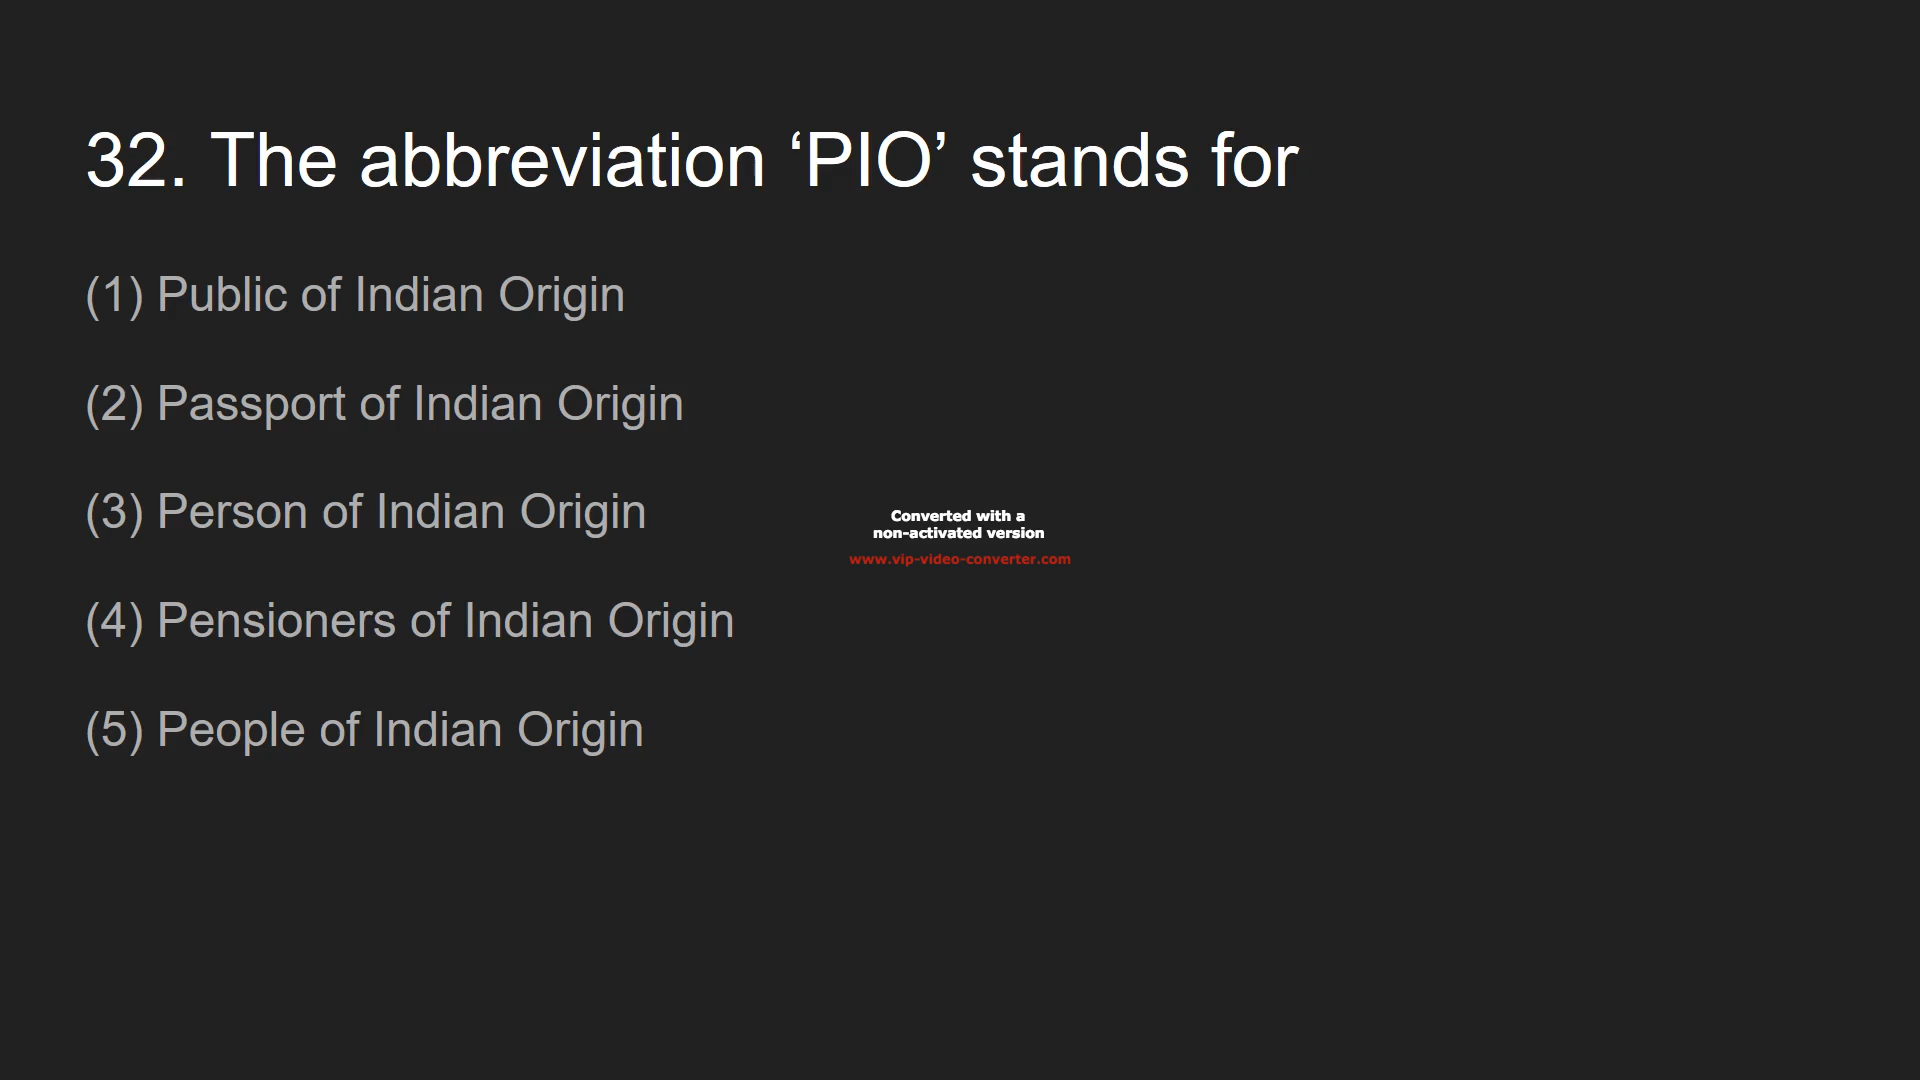 32. The abbreviation ‘PIO’ stands for
(1) Public of Indian Origin
(2) Passport of Indian Origin
(3) Person of Indian Origin
(4) Pensioners of Indian Origin
(5) People of Indian Origin
Converted with a
non-activated version
www.vip-video-converter.com